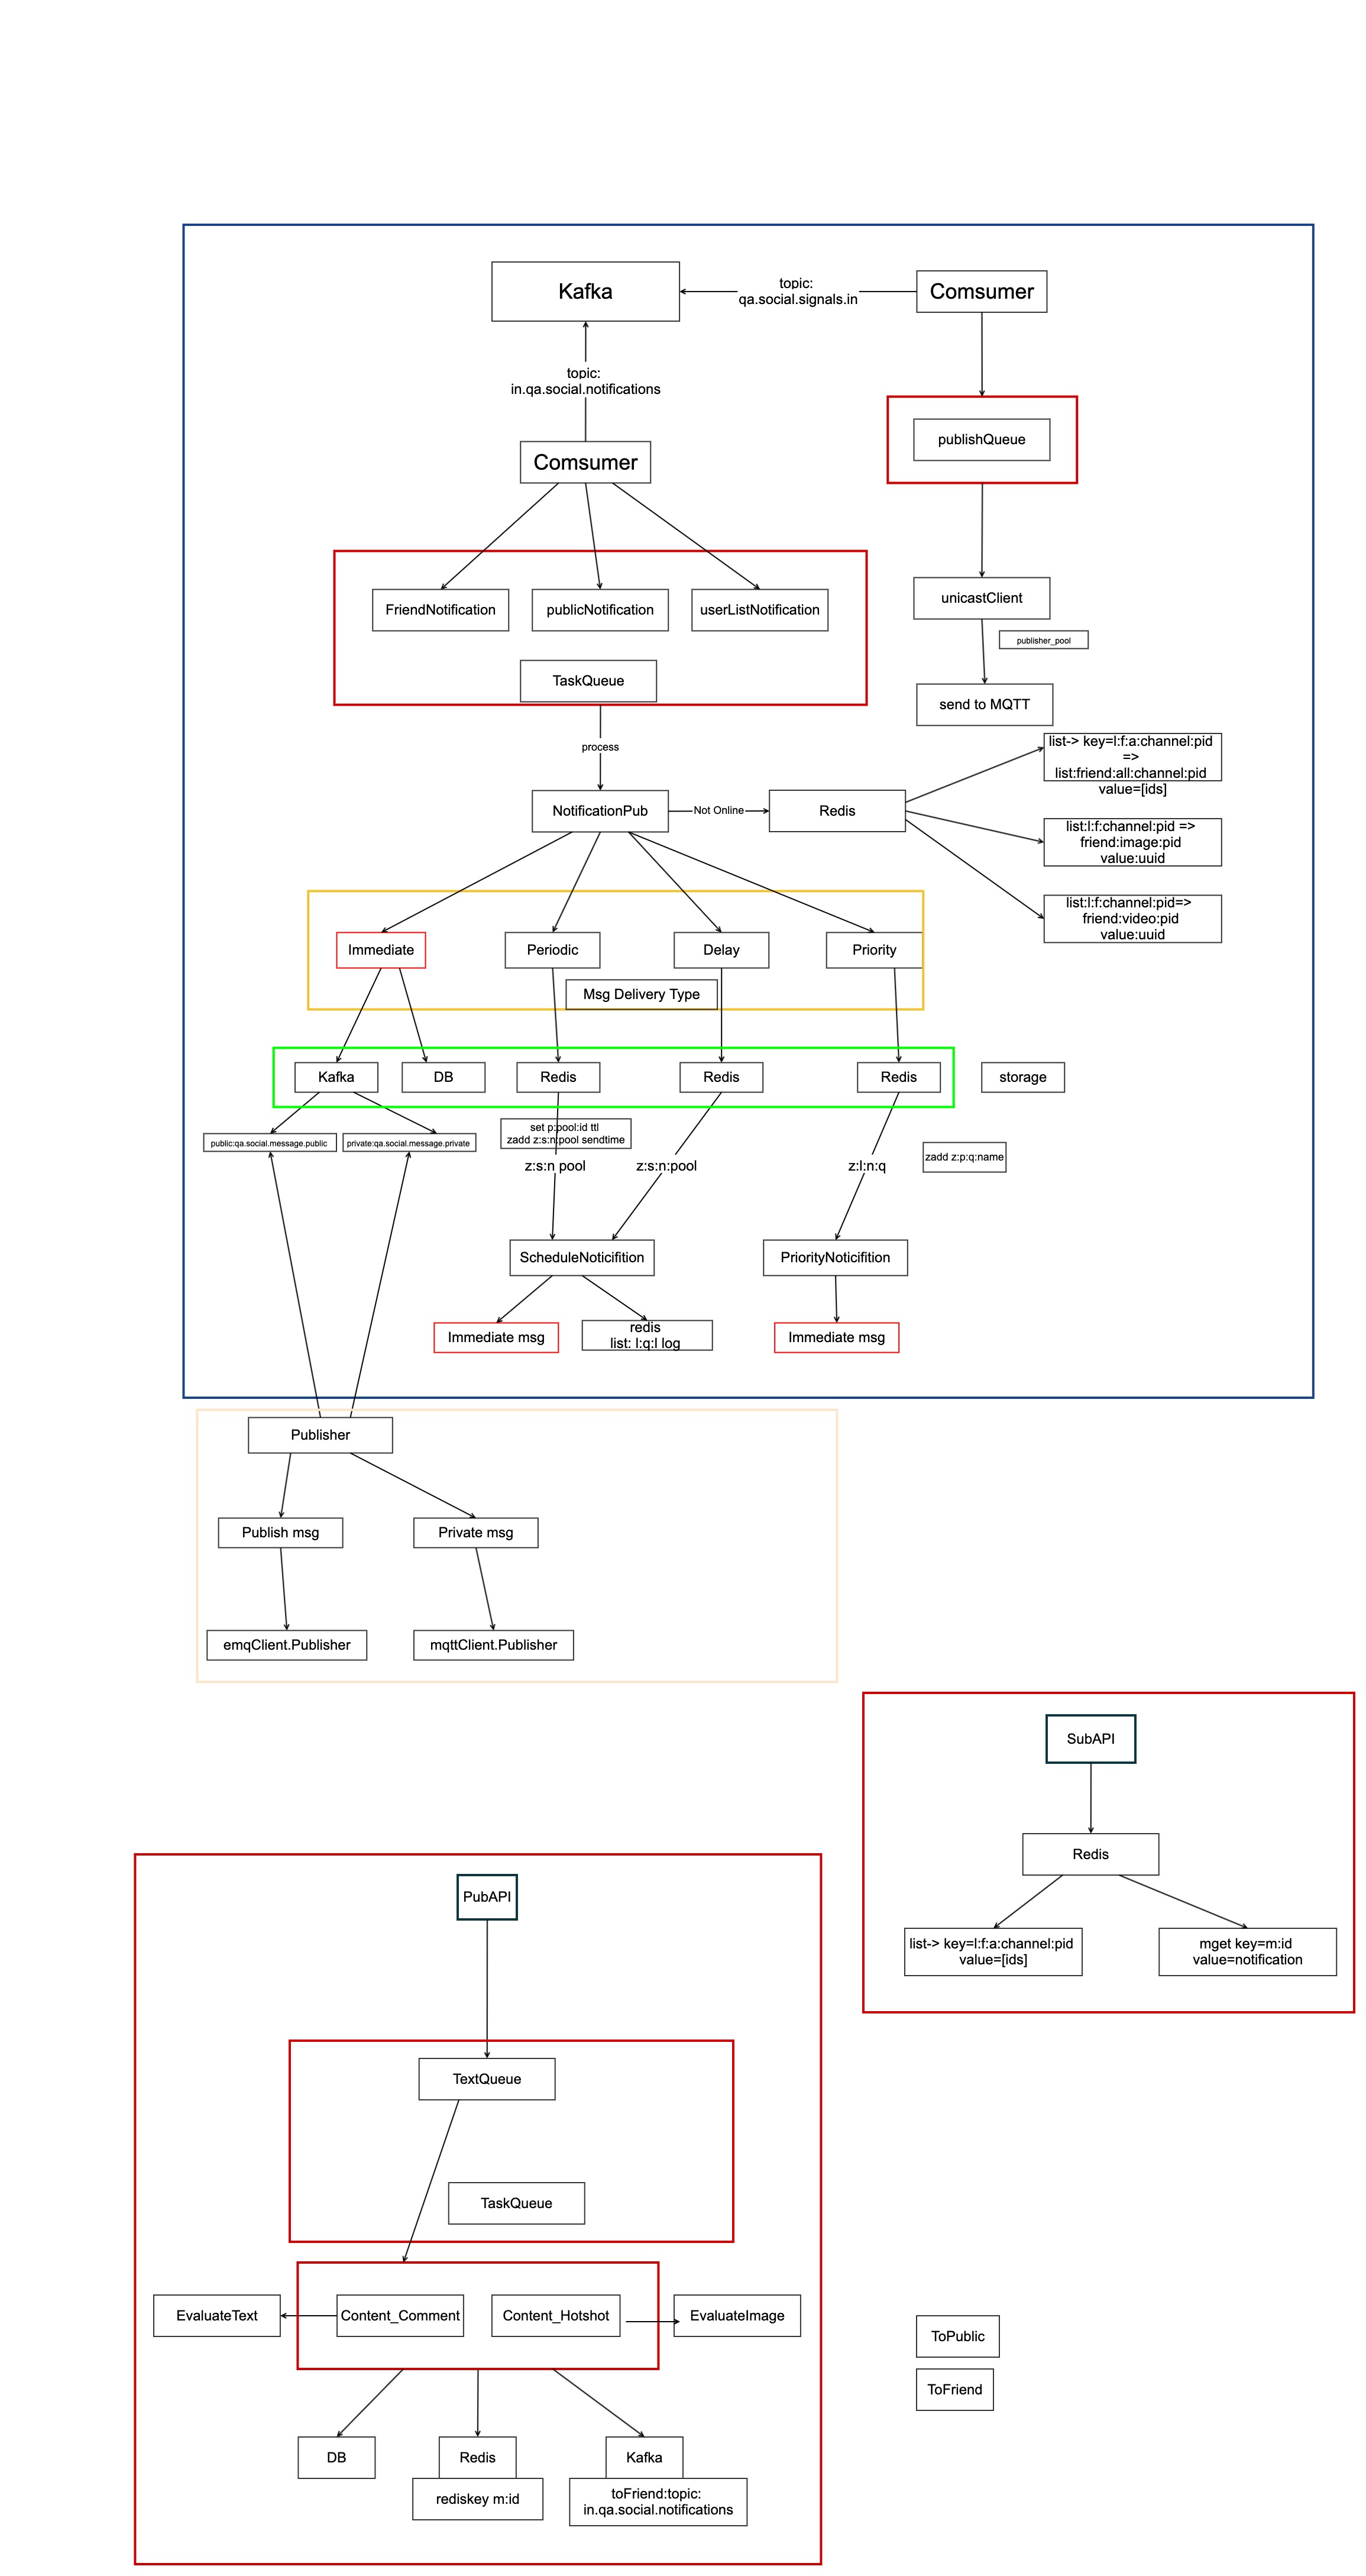 Kafka
topic:
qa.social.signals.in
Comsumer
topic:
in.qa.social.notifications
Comsumer
publishQueue
FriendNotification
publicNotification
userListNotification
TaskQueue
unicastClient
publisher_pool
send to MQTT
process
NotificationPub
Not Online
Redis
list-> key=l:f:a:channel:pid
=>
list:friend:all:channel:pid
value=[ids]
list:l:f:channel:pid =>
friend:image:pid
value:uuid
list:l:f:channel:pid=>
friend:video:pid
value:uuid
Immediate
Periodic
Delay
Priority
Msg Delivery Type
Kafka
DB
Redis
Redis
Redis
storage
public:qa.social.message.public
private:qa.social.message.private
set p:pool:id ttl
zadd z:s:n:pool sendtime
zadd z:p:q:name
z:s:n pool
z:s:n:pool
z:l:n:q
ScheduleNoticifition
PriorityNoticifition
Immediate msg
redis
list: l:q:l log
Immediate msg
Publisher
Publish msg
Private msg
emqClient.Publisher
mqttClient.Publisher
SubAPI
Redis
list-> key=l:f:a:channel:pid
value=[ids]
mget key=m:id
value=notification
PubAPI
TextQueue
TaskQueue
EvaluateText
Content_Comment
Content_Hotshot
EvaluateImage
ToPublic
ToFriend
DB
Redis
rediskey m:id
Kafka
toFriend:topic:
in.qa.social.notifications